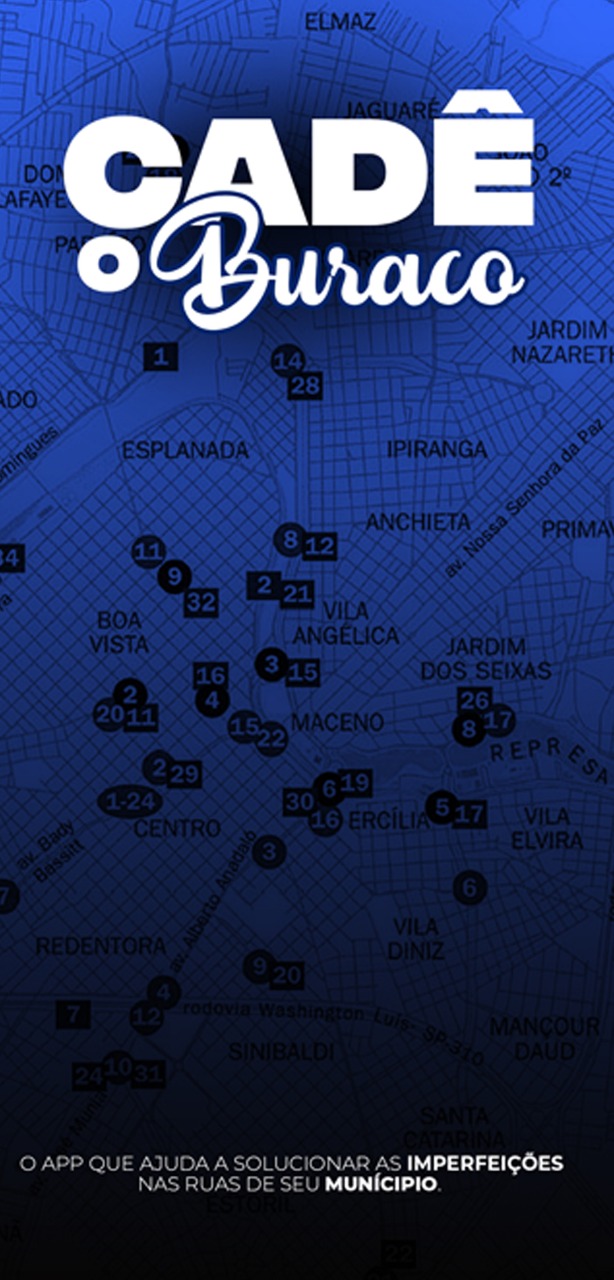 ELMAZ
JAGUARÉ
CADÊ
2º
O Buraco
JARDIM
NAZARETH
1
14
28
ESPLANADA
IPIRANGA
av. Nossa Senhora da Paz
ANCHIETA
11
8
12
34
9
32
2
21
BOA
VISTA
VILA
ANGÉLICA
JARDIM
DOS SEIXAS
3
15
16
4
2
20
11
15
22
MACENO
26
17
8
REPRESA
2
29
6
19
30
16
ERCÍLIA
5
17
1-24
CENTRO
VILA
ELVIRA
av. Bady
Bassitt
av. Alberto Andaló
3
7
6
REDENTORA
VILA
DINIZ
9
20
4
12
7
rodovia Washington Luís- SP-310
MANÇOUR
DAUD
SINIBALDI
24
10
31
SANTA
CATARINA
O APP QUE AJUDA A SOLUCIONAR AS IMPERFEIÇÕES
NAS RUAS DE SEU MUNÍCIPIO.
ESTORIL
22